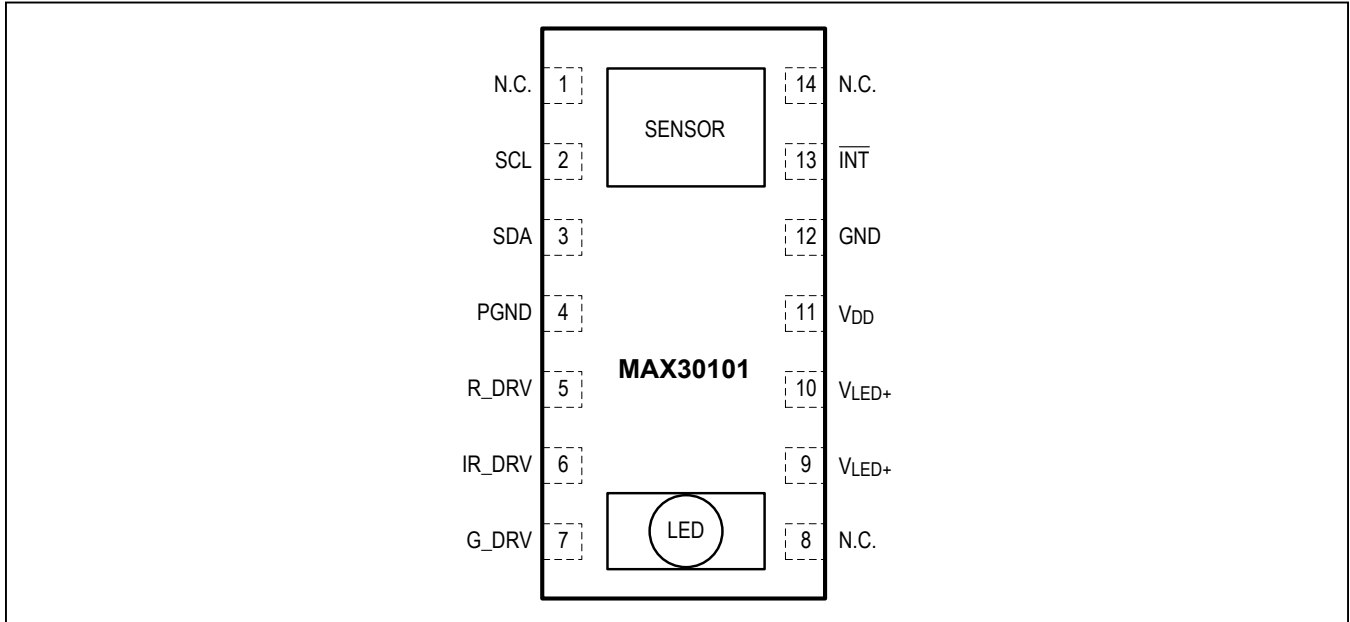 N.C. 1 14 N.C.
SENSOR
SCL 2 13 INT
SDA 3 12 GND
PGND 4 11 VDD
MAX30101
R_DRV 5 10 VLED+
IR_DRV 6 9 VLED+
LED
G_DRV 7 8 N.C.